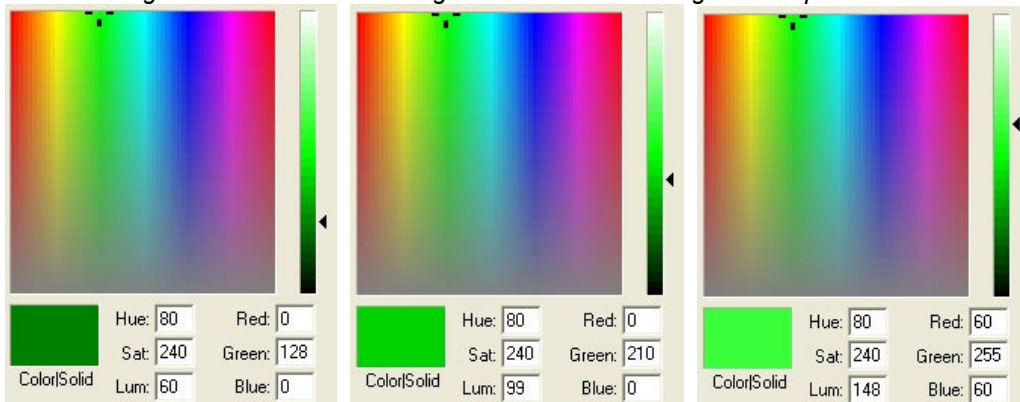 Hue: 80 Red: 0
Sat: 240 Green: 128
Color|Solid
Lum: 60 Blue: 0
Hue: 80 Red: 0
Sat: 240 Green: 210
Color|Solid
Lum: 99 Blue: 0
Hue: 80 Red: 60
Sat: 240 Green: 255
Color|Solid
Lum: 148 Blue: 60